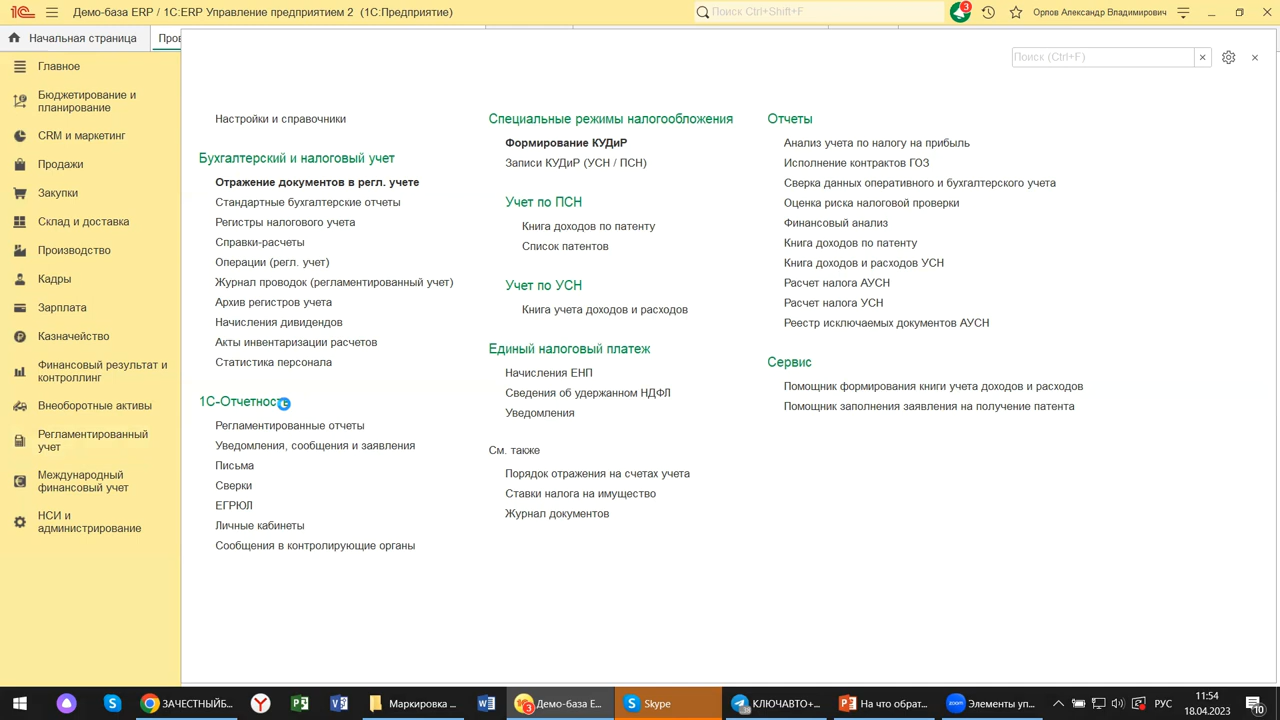 Демо-база ERP / 1С:ERP Управление предприятием 2 (1С:Предприятие)
Поиск Ctrl+Shift+F
3
Орлов Александр Владимирович
Начальная страница
Пров
Поиск (Ctrl+F)
Главное
Бюджетирование и
планирование
CRM и маркетинг
Продажи
Закупки
Склад и доставка
Производство
Кадры
Зарплата
Казначейство
Финансовый результат и
контроллинг
Внеоборотные активы
Регламентированный
учет
Международный
финансовый учет
НСИ и
администрирование
Настройки и справочники
Бухгалтерский и налоговый учет
Отражение документов в регл. учете
Стандартные бухгалтерские отчеты
Регистры налогового учета
Справки-расчеты
Операции (регл. учет)
Журнал проводок (регламентированный учет)
Архив регистров учета
Начисления дивидендов
Акты инвентаризации расчетов
Статистика персонала
1С-Отчетность
Регламентированные отчеты
Уведомления, сообщения и заявления
Письма
Сверки
ЕГРЮЛ
Личные кабинеты
Сообщения в контролирующие органы
Специальные режимы налогообложения
Формирование КУДиР
Записи КУДиР (УСН / ПСН)
Учет по ПСН
Книга доходов по патенту
Список патентов
Учет по УСН
Книга учета доходов и расходов
Единый налоговый платеж
Начисления ЕНП
Сведения об удержанном НДФЛ
Уведомления
См. также
Порядок отражения на счетах учета
Ставки налога на имущество
Журнал документов
Отчеты
Анализ учета по налогу на прибыль
Исполнение контрактов ГОЗ
Сверка данных оперативного и бухгалтерского учета
Оценка риска налоговой проверки
Финансовый анализ
Книга доходов по патенту
Книга доходов и расходов УСН
Расчет налога АУСН
Расчет налога УСН
Реестр исключаемых документов АУСН
Сервис
Помощник формирования книги учета доходов и расходов
Помощник заполнения заявления на получение патента
ЗАЧЕСТНЫЙБ...
Маркировка ...
Демо-база E...
Skype
КЛЮЧАВТО+...
На что обрат...
Элементы уп...
РУС
11:54
18.04.2023
10